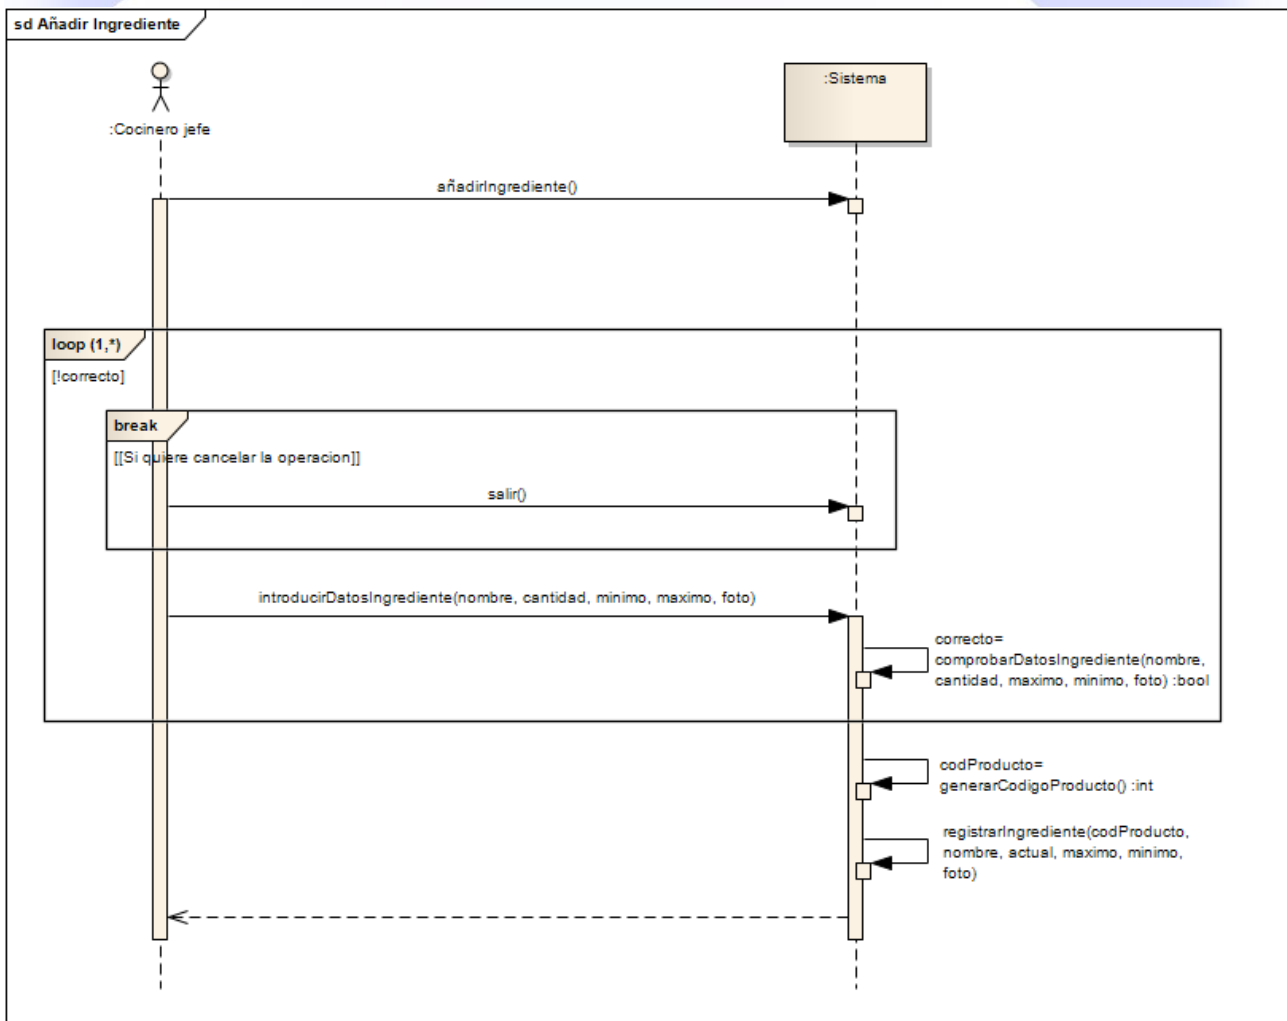 sd Añadir Ingrediente
:Cocinero jefe
:Sistema
añadirIngrediente()
loop (1,*)
[!correcto]
break
[[Si quiere cancelar la operacion]]
salir()
introducirDatosIngrediente(nombre, cantidad, minimo, maximo, foto)
correcto=
comprobarDatosIngrediente(nombre,
cantidad, maximo, minimo, foto) :bool
codProducto=
generarCodigoProducto() :int
registrarIngrediente(codProducto,
nombre, actual, maximo, minimo,
foto)